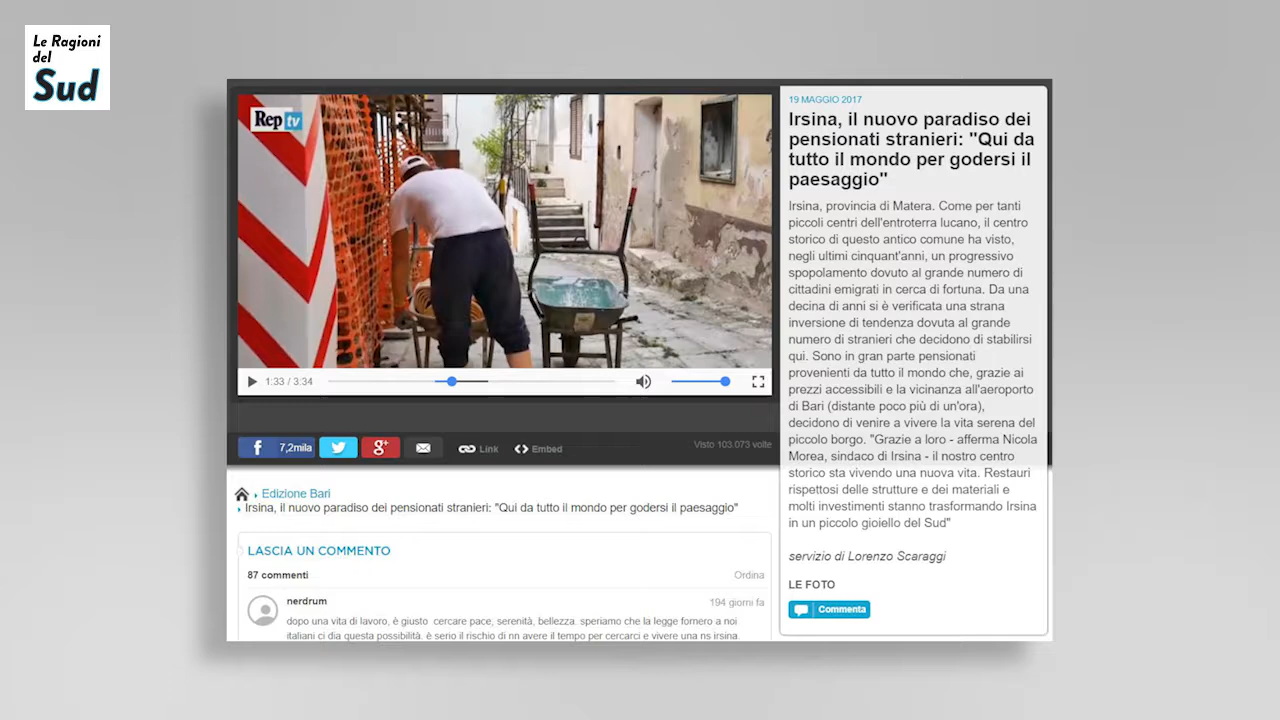 Le Ragioni
del
Sud
Rep tv
19 MAGGIO 2017
Irsina, il nuovo paradiso dei
pensionati stranieri: "Qui da
tutto il mondo per godersi il
paesaggio"
Irsina, provincia di Matera. Come per tanti
piccoli centri dell'entroterra lucano, il centro
storico di questo antico comune ha visto,
negli ultimi cinquant'anni, un progressivo
spopolamento dovuto al grande numero di
cittadini emigrati in cerca di fortuna. Da una
decina di anni si è verificata una strana
inversione di tendenza dovuta al grande
numero di stranieri che decidono di stabilirsi
qui. Sono in gran parte pensionati
provenienti da tutto il mondo che, grazie ai
prezzi accessibili e la vicinanza all'aeroporto
di Bari (distante poco più di un'ora),
decidono di venire a vivere la vita serena del
piccolo borgo. "Grazie a loro - afferma Nicola
Morea, sindaco di Irsina - il nostro centro
storico sta vivendo una nuova vita. Restauri
rispettosi delle strutture e dei materiali e
molti investimenti stanno trasformando Irsina
in un piccolo gioiello del Sud"
servizio di Lorenzo Scaraggi
LE FOTO
Commenta
1:33 / 3:34
7,2mila
Link
Embed
Visto 103.073 volte
Edizione Bari
Irsina, il nuovo paradiso dei pensionati stranieri: "Qui da tutto il mondo per godersi il paesaggio"
LASCIA UN COMMENTO
87 commenti
Ordina
nerdrum
194 giorni fa
dopo una vita di lavoro, è giusto cercare pace, serenità, bellezza. speriamo che la legge fornero a noi
italiani ci dia questa possibilità. è serio il rischio di nn avere il tempo per cercarci e vivere una ns irsina.